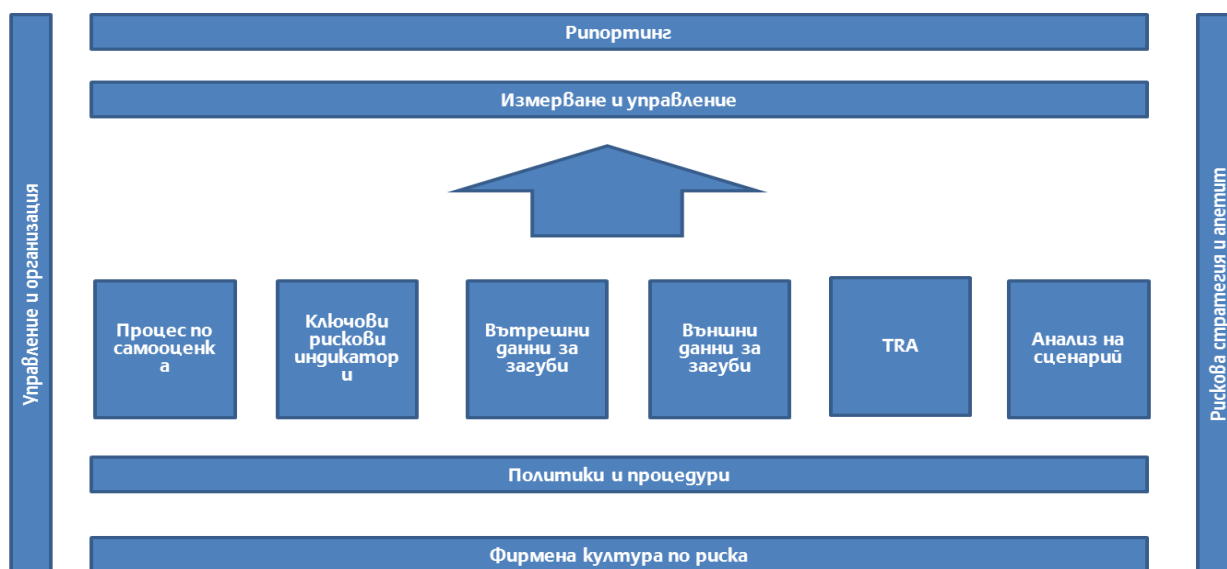 Рипортинг
Измерване и управление
Управление и организация
Рискова стратегия и апетит
Процес по
самооценк
а
Ключови
рискови
индикатор
и
Вътрешни
данни за
загуби
Външни
данни за
загуби
TRA
Анализ на
сценарий
Политики и процедури
Фирмена култура по риска